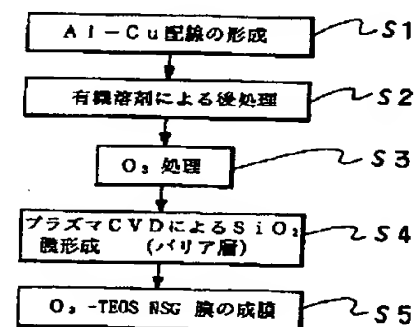 Al－Cu配線の形成
S1
有機溶剤による後処理
S2
O₃ 処理
S3
プラズマCVDによるSiO₂
膜形成 （バリア層）
S4
O₃ -TEOS NSG 膜の成膜
S5